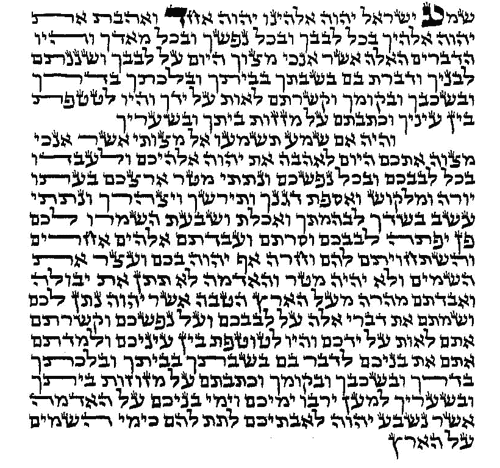 שמע ישראל יהוה אלהינו יהוה אחד ואהבת את
יהוה אלהיך בכל לבבך ובכל נפשך ובכל מאדך והיו
הדברים האלה אשר אנכי מצוך היום על לבבך ושננתם
לבניך ודברת בם בשבתך בביתך ובלכתך בדרך
ובשכבך ובקומך וקשרתם לאות על ידך והיו לטטפת
בין עיניך וכתבתם על מזזות ביתך ובשעריך
והיה אם שמע תשמעו אל מצותי אשר אנכי
מצוה אתכם היום לאהבה את יהוה אלהיכם ולעבדו
בכל לבבכם ובכל נפשכם ונתתי מטר ארצכם בעתו
יורה ומלקוש ואספת דגנך ותירשך ויצהרך ונתתי
עשב בשדך לבהמתך ואכלת ושבעת השמרו לכם
פן יפתה לבבכם וסרתם ועבדתם אלהים אחרים
והשתחויתם להם וחרה אף יהוה בכם ועצר את
השמים ולא יהיה מטר והאדמה לא תתן את יבולה
ואבדתם מהרה מעל הארץ הטבה אשר יהוה נתן לכם
ושמתם את דברי אלה על לבבכם ועל נפשכם וקשרתם
אתם לאות על ידכם והיו לטוטפת בין עיניכם ולמדתם
אתם את בניכם לדבר בם בשבתך בביתך ובלכתך
בדרך ובשכבך ובקומך וכתבתם על מזוזות ביתך
ובשעריך למען ירבו ימיכם וימי בניכם על האדמה
אשר נשבע יהוה לאבתיכם לתת להם כימי השמים
על הארץ